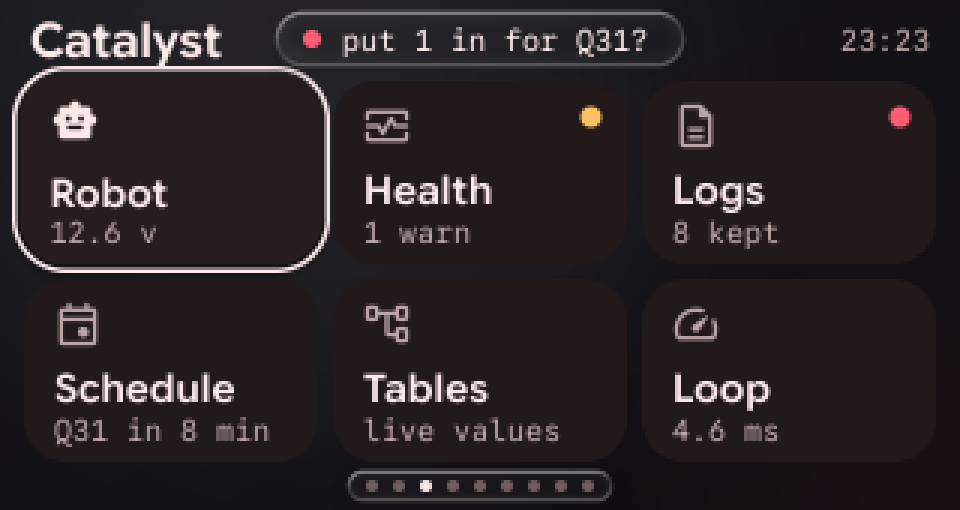 Catalyst
put 1 in for Q31?
23:23
Robot
12.6 v
Health
1 warn
Logs
8 kept
Schedule
Q31 in 8 min
Tables
live values
Loop
4.6 ms